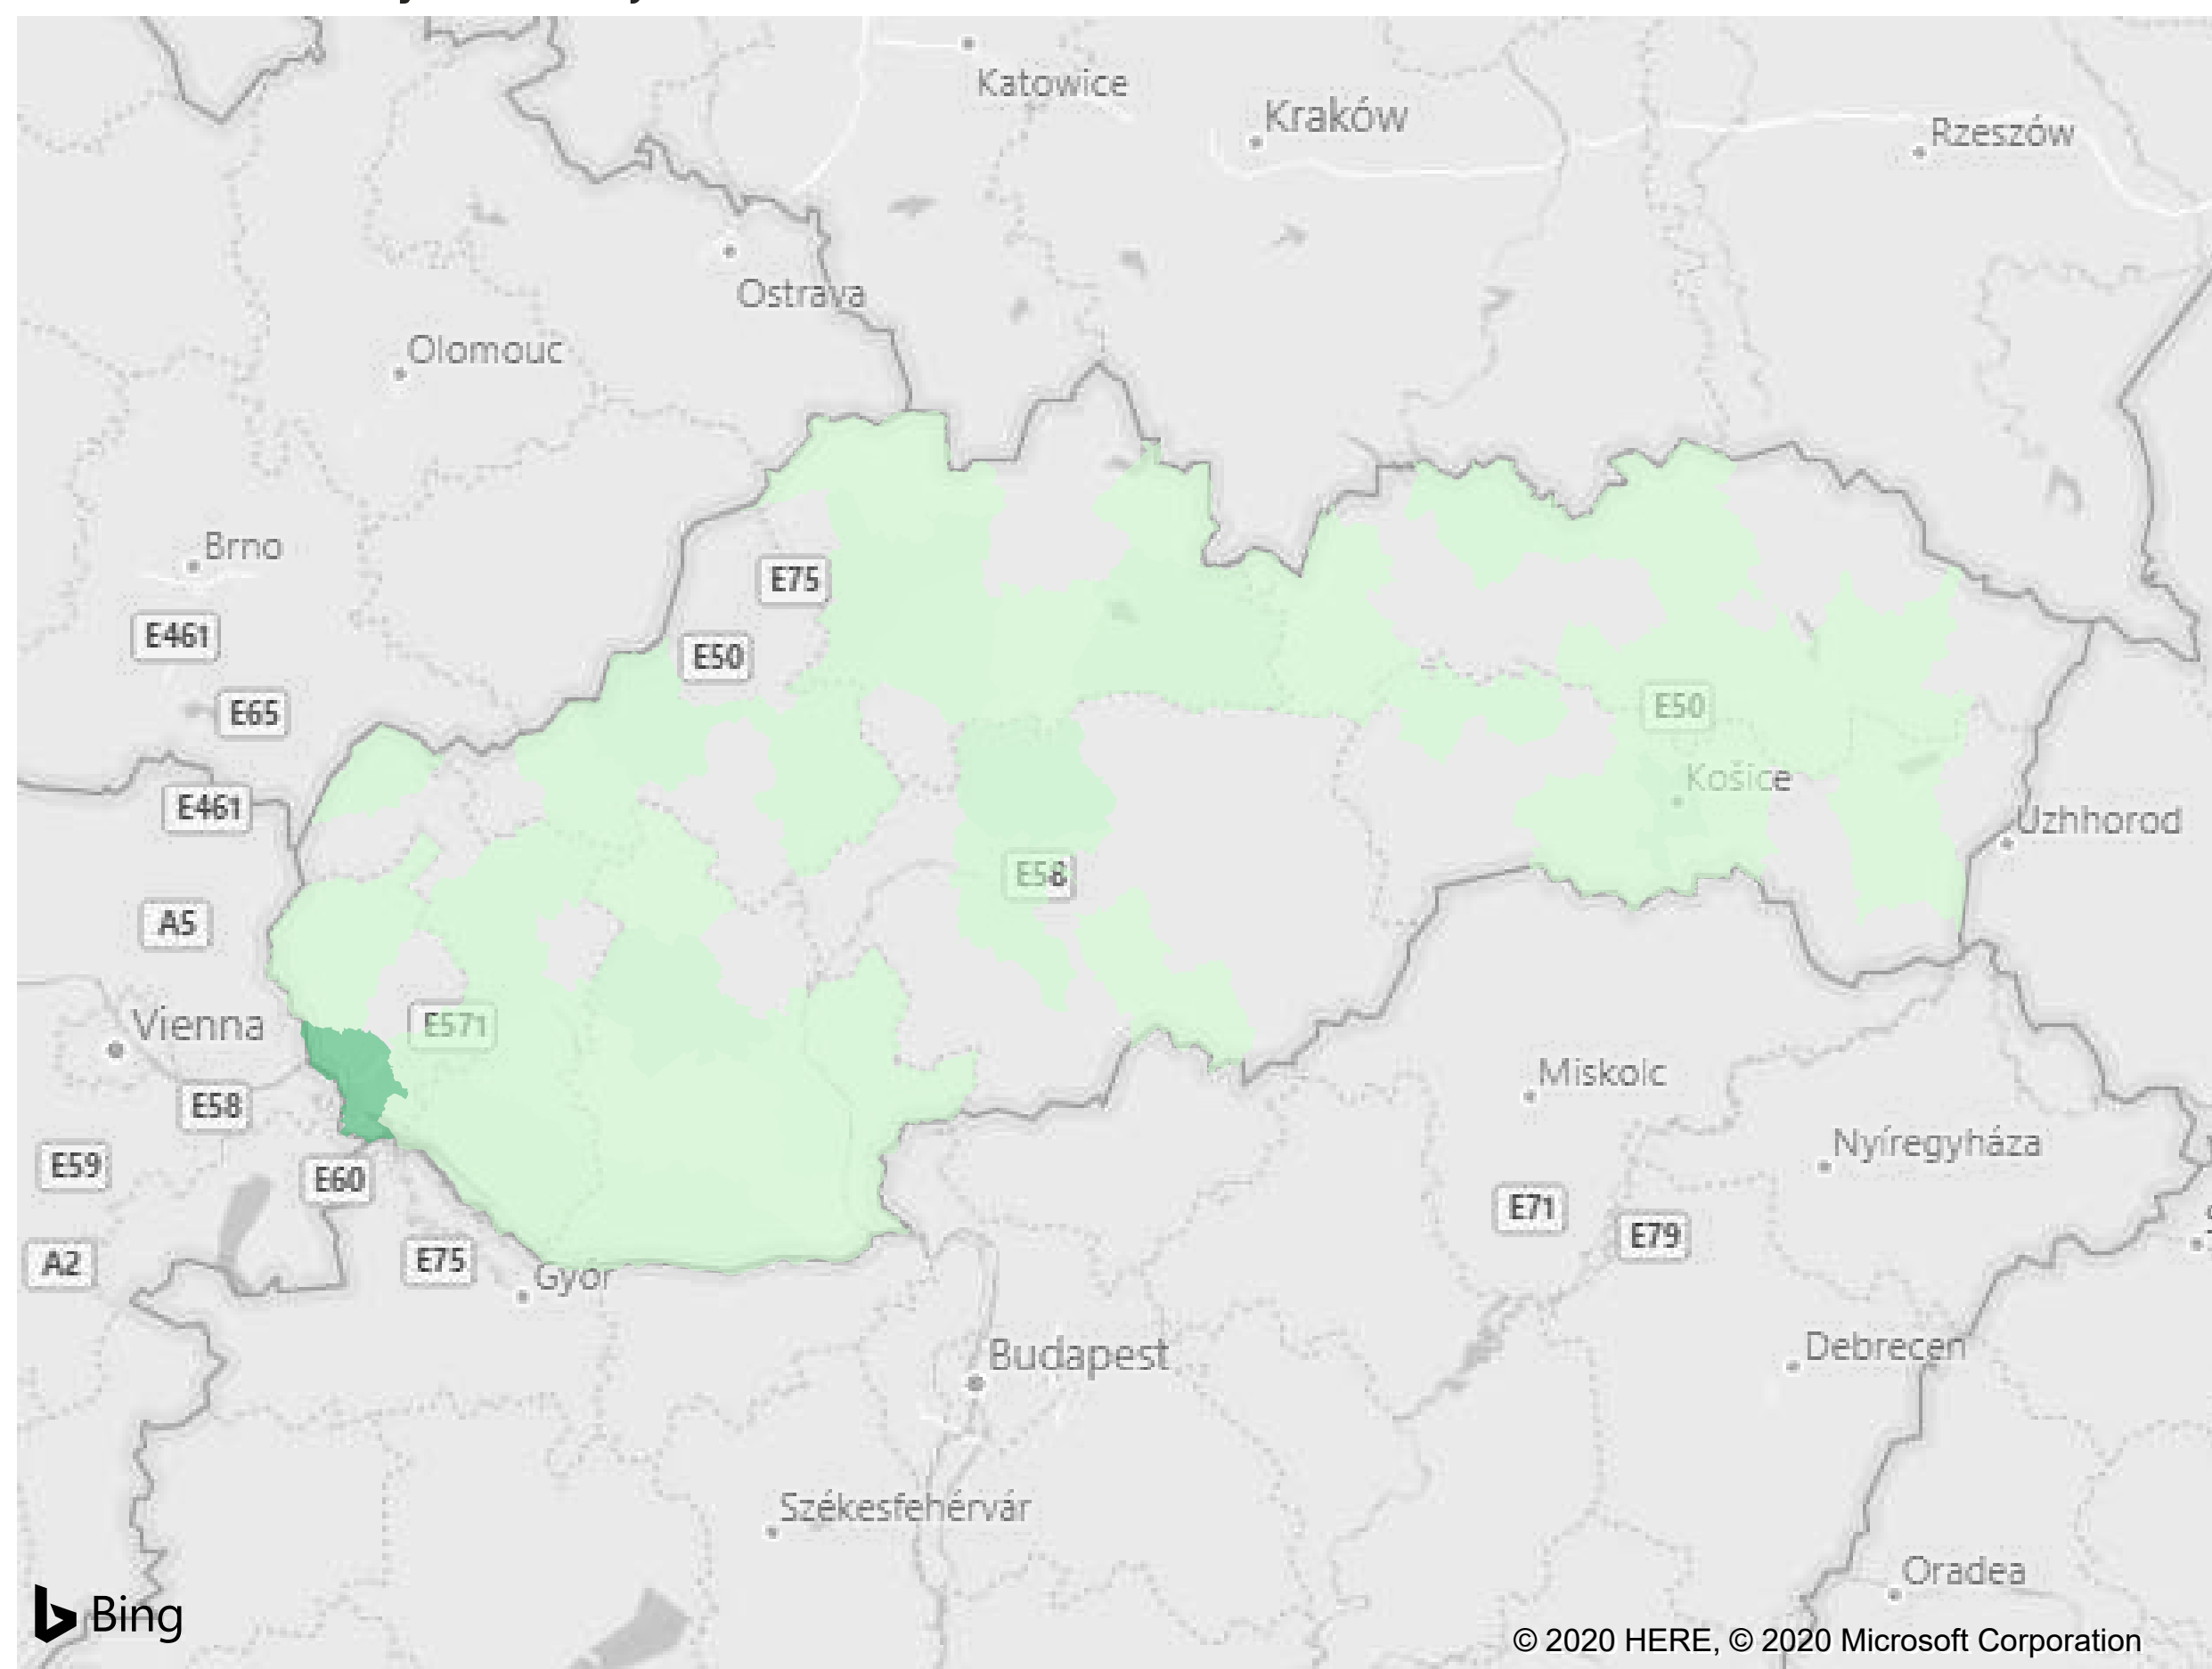 Katowice
Kraków
Rzeszów
Ostrava
Olomouc
Brno
E75
E461
E50
E65
E50
Košice
E461
Uzhhorod
E58
A5
Vienna
E571
Miskolc
E58
Nyíregyháza
E59
E60
E71
E79
A2
E75
Győr
Debrecen
Budapest
Székesfehérvár
Oradea
Bing
© 2020 HERE, © 2020 Microsoft Corporation